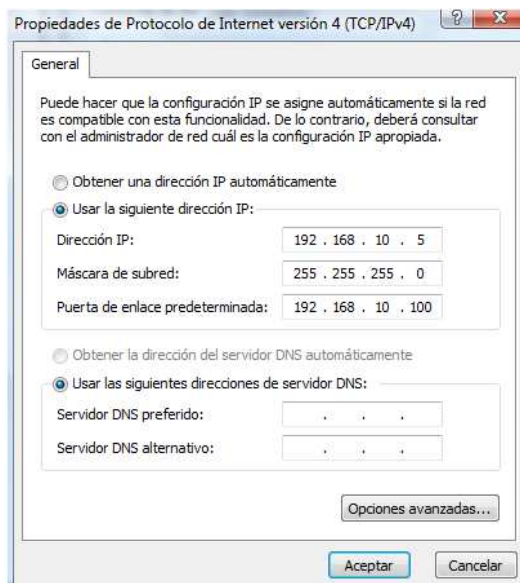 Propiedades de Protocolo de Internet versión 4 (TCP/IPv4)
General
Puede hacer que la configuración IP se asigne automáticamente si la red
es compatible con esta funcionalidad. De lo contrario, deberá consultar
con el administrador de red cuál es la configuración IP apropiada.
Obtener una dirección IP automáticamente
Usar la siguiente dirección IP:
Dirección IP: 192 . 168 . 10 . 5
Máscara de subred: 255 . 255 . 255 . 0
Puerta de enlace predeterminada: 192 . 168 . 10 . 100
Obtener la dirección del servidor DNS automáticamente
Usar las siguientes direcciones de servidor DNS:
Servidor DNS preferido: . . .
Servidor DNS alternativo: . . .
Opciones avanzadas...
Aceptar Cancelar